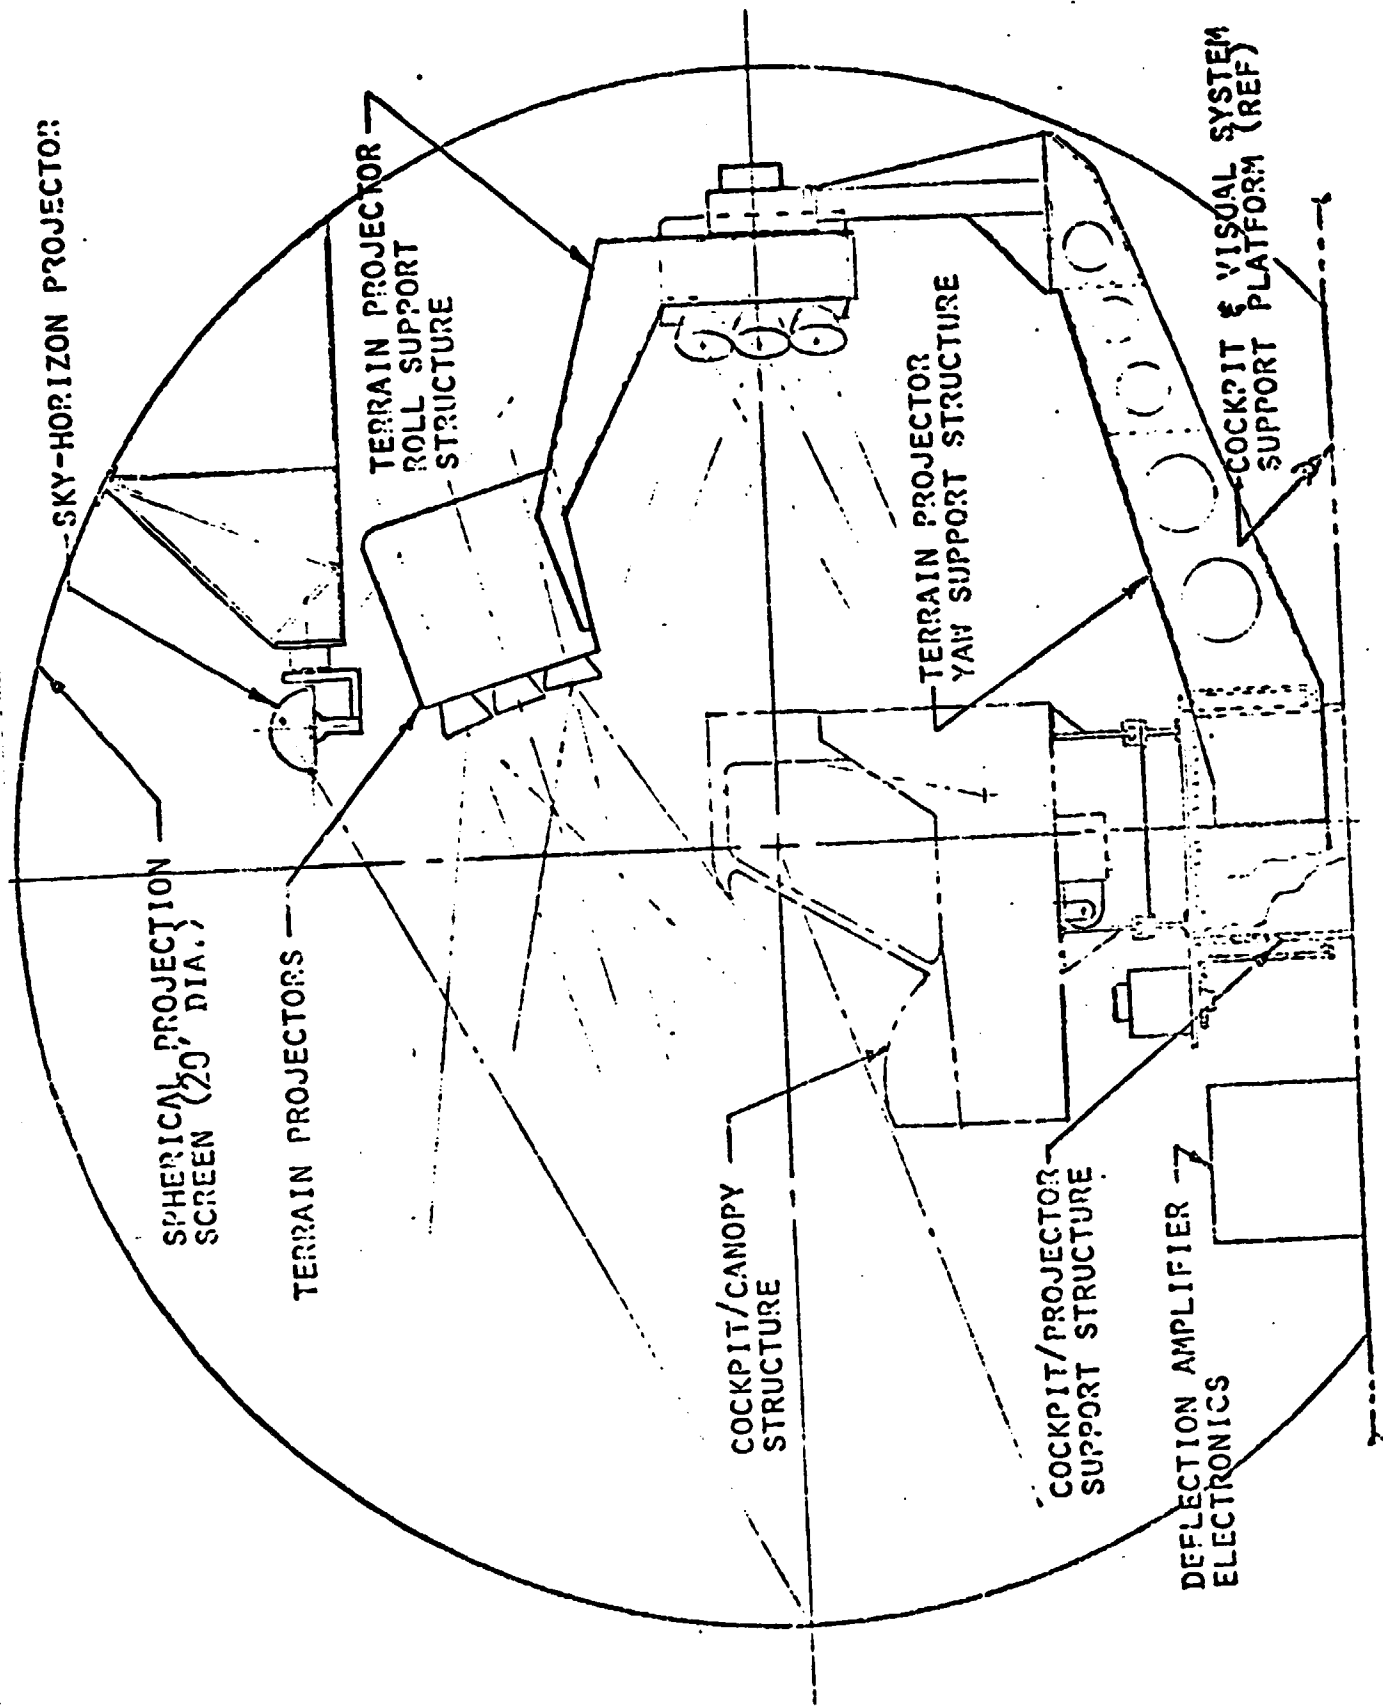 SKY-HORIZON PROJECTOR
TERRAIN PROJECTOR
ROLL SUPPORT
STRUCTURE
SPHERICAL PROJECTION
SCREEN (20' DIA.)
TERRAIN PROJECTORS
TERRAIN PROJECTOR
YAW SUPPORT STRUCTURE
COCKPIT & VISUAL SYSTEM
SUPPORT PLATFORM (REF)
COCKPIT/CANOPY
STRUCTURE
COCKPIT/PROJECTOR
SUPPORT STRUCTURE
DEFLECTION AMPLIFIER
ELECTRONICS